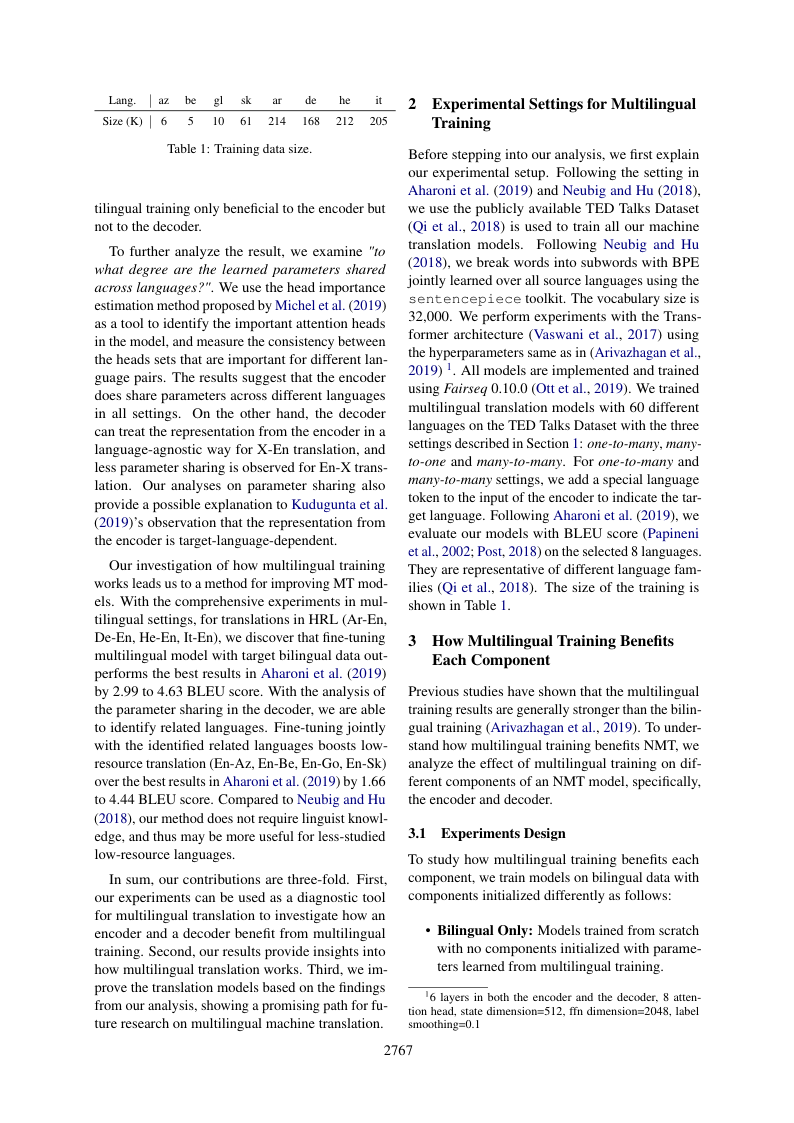 Lang. | az be gl sk ar de he it
Size (K) | 6 5 10 61 214 168 212 205
Table 1: Training data size.
tilingual training only beneficial to the encoder but
not to the decoder.
To further analyze the result, we examine "to
what degree are the learned parameters shared
across languages?". We use the head importance
estimation method proposed by Michel et al. (2019)
as a tool to identify the important attention heads
in the model, and measure the consistency between
the heads sets that are important for different lan-
guage pairs. The results suggest that the encoder
does share parameters across different languages
in all settings. On the other hand, the decoder
can treat the representation from the encoder in a
language-agnostic way for X-En translation, and
less parameter sharing is observed for En-X trans-
lation. Our analyses on parameter sharing also
provide a possible explanation to Kudugunta et al.
(2019)'s observation that the representation from
the encoder is target-language-dependent.
Our investigation of how multilingual training
works leads us to a method for improving MT mod-
els. With the comprehensive experiments in mul-
tilingual settings, for translations in HRL (Ar-En,
De-En, He-En, It-En), we discover that fine-tuning
multilingual model with target bilingual data out-
performs the best results in Aharoni et al. (2019)
by 2.99 to 4.63 BLEU score. With the analysis of
the parameter sharing in the decoder, we are able
to identify related languages. Fine-tuning jointly
with the identified related languages boosts low-
resource translation (En-Az, En-Be, En-Go, En-Sk)
over the best results in Aharoni et al. (2019) by 1.66
to 4.44 BLEU score. Compared to Neubig and Hu
(2018), our method does not require linguist knowl-
edge, and thus may be more useful for less-studied
low-resource languages.
In sum, our contributions are three-fold. First,
our experiments can be used as a diagnostic tool
for multilingual translation to investigate how an
encoder and a decoder benefit from multilingual
training. Second, our results provide insights into
how multilingual translation works. Third, we im-
prove the translation models based on the findings
from our analysis, showing a promising path for fu-
ture research on multilingual machine translation.
2 Experimental Settings for Multilingual
Training
Before stepping into our analysis, we first explain
our experimental setup. Following the setting in
Aharoni et al. (2019) and Neubig and Hu (2018),
we use the publicly available TED Talks Dataset
(Qi et al., 2018) is used to train all our machine
translation models. Following Neubig and Hu
(2018), we break words into subwords with BPE
jointly learned over all source languages using the
sentencepiece toolkit. The vocabulary size is
32,000. We perform experiments with the Trans-
former architecture (Vaswani et al., 2017) using
the hyperparameters same as in (Arivazhagan et al.,
2019) 1. All models are implemented and trained
using Fairseq 0.10.0 (Ott et al., 2019). We trained
multilingual translation models with 60 different
languages on the TED Talks Dataset with the three
settings described in Section 1: one-to-many, many-
to-one and many-to-many. For one-to-many and
many-to-many settings, we add a special language
token to the input of the encoder to indicate the tar-
get language. Following Aharoni et al. (2019), we
evaluate our models with BLEU score (Papineni
et al., 2002; Post, 2018) on the selected 8 languages.
They are representative of different language fam-
ilies (Qi et al., 2018). The size of the training is
shown in Table 1.
3 How Multilingual Training Benefits
Each Component
Previous studies have shown that the multilingual
training results are generally stronger than the bilin-
gual training (Arivazhagan et al., 2019). To under-
stand how multilingual training benefits NMT, we
analyze the effect of multilingual training on dif-
ferent components of an NMT model, specifically,
the encoder and decoder.
3.1 Experiments Design
To study how multilingual training benefits each
component, we train models on bilingual data with
components initialized differently as follows:
• Bilingual Only: Models trained from scratch
with no components initialized with parame-
ters learned from multilingual training.
16 layers in both the encoder and the decoder, 8 atten-
tion head, state dimension=512, ffn dimension=2048, label
smoothing=0.1
2767